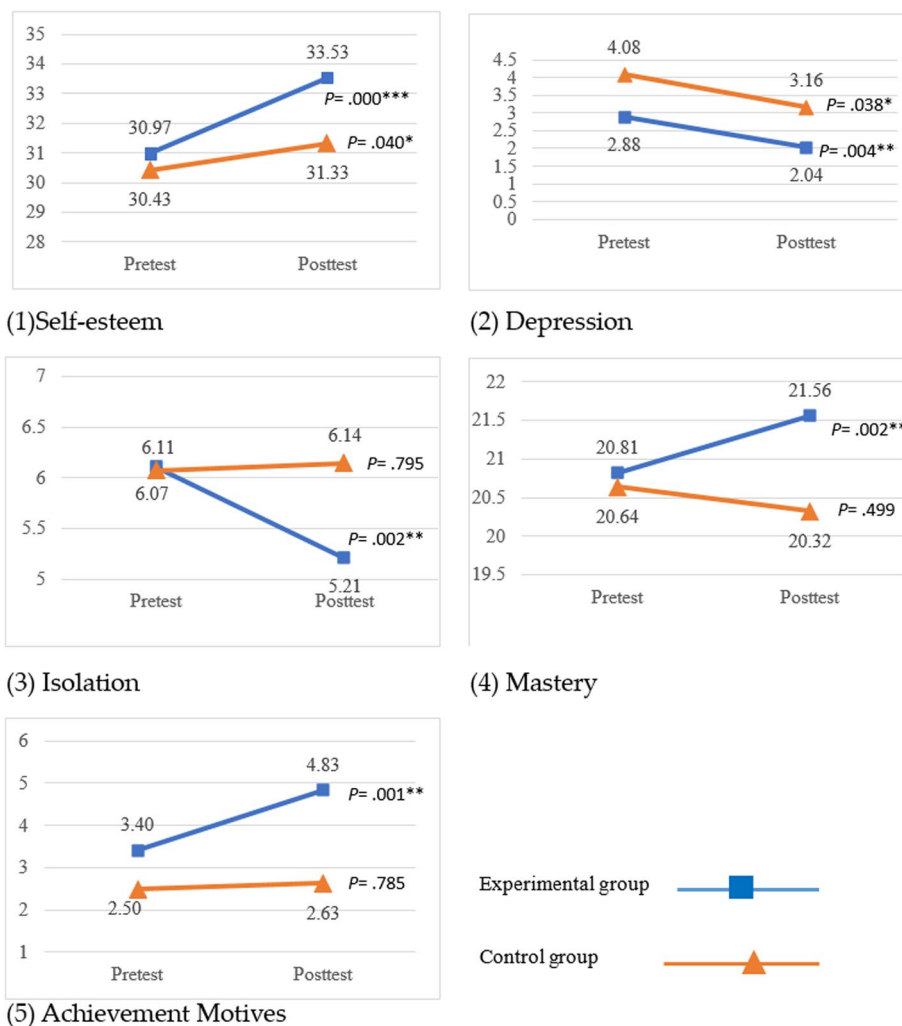 35
34
33
32
31
30
29
28
30.97
33.53
P= .000***
P= .040*
30.43
31.33
Pretest Posttest
(1)Self-esteem
4.5
4
3.5
3
2.5
2
1.5
1
0.5
0
4.08
3.16
P= .038*
2.88
P= .004**
2.04
Pretest Posttest
(2) Depression
7
6.5
6
5.5
5
6.11
6.14
P= .795
6.07
P= .002**
5.21
Pretest Posttest
(3) Isolation
22
21.5
21
20.5
20
19.5
21.56
20.81
P= .002**
20.64
P= .499
20.32
Pretest Posttest
(4) Mastery
6
5
4
3
2
1
4.83
P= .001**
3.40
P= .785
2.50
2.63
Pretest Posttest
(5) Achievement Motives
Experimental group
Control group